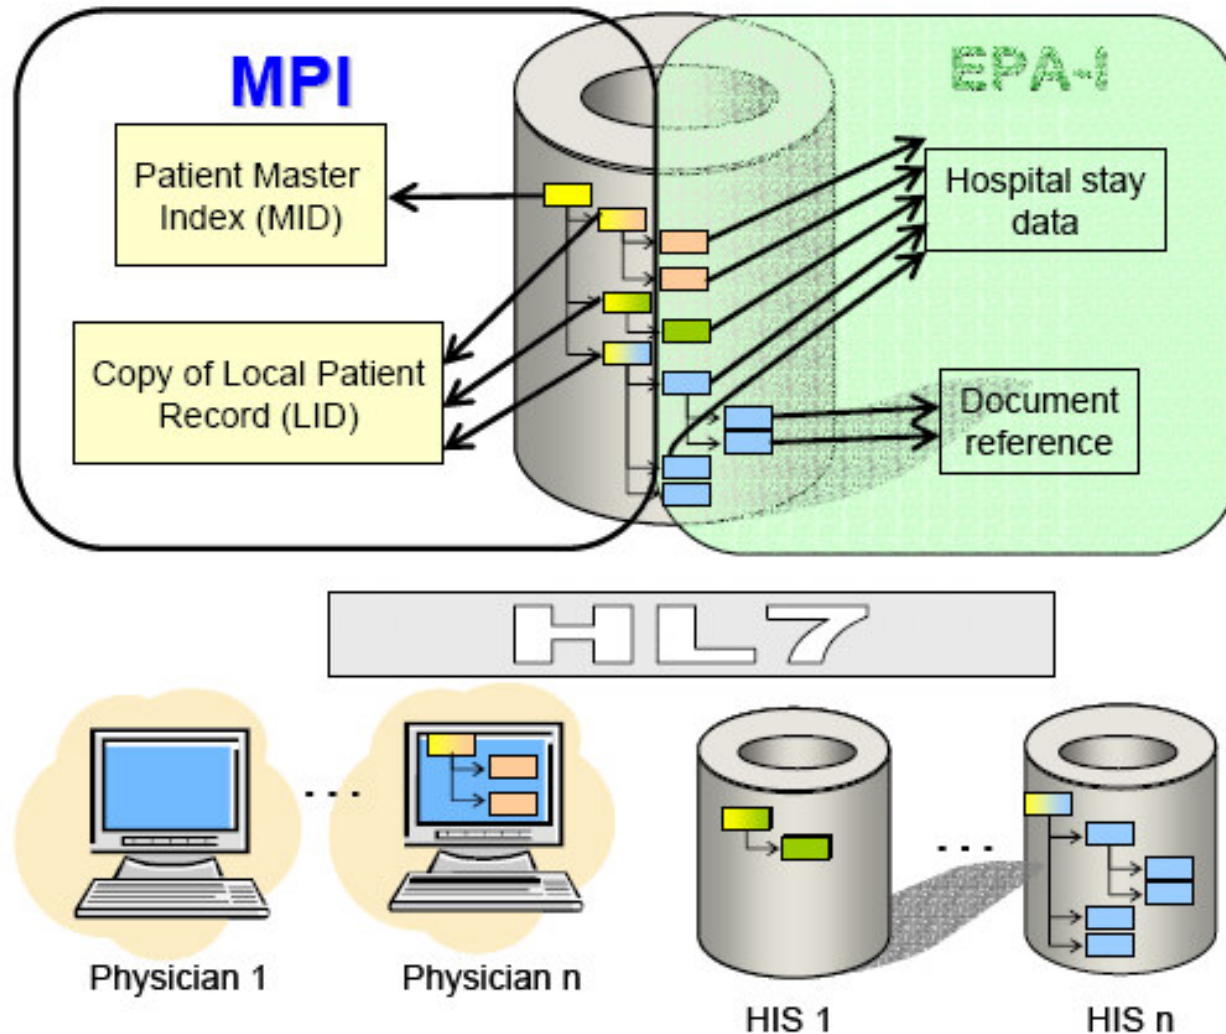 MPI
EPA-I
Patient Master
Index (MID)
Hospital stay
data
Copy of Local Patient
Record (LID)
Document
reference
HL7
. . .
. . .
Physician 1
Physician n
HIS 1
HIS n